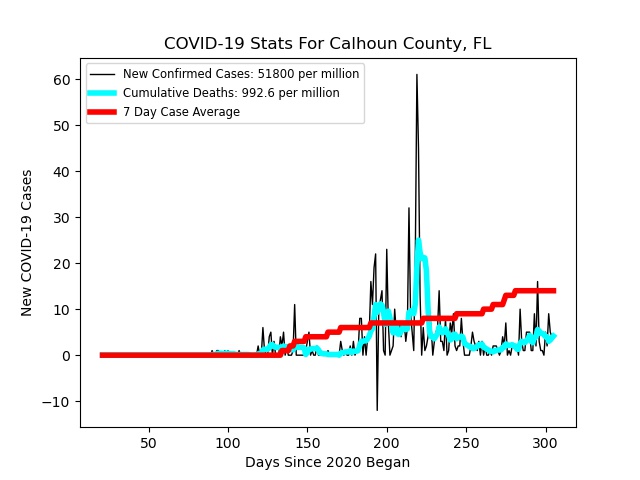 COVID-19 Stats For Calhoun County, FL
New Confirmed Cases: 51800 per million
Cumulative Deaths: 992.6 per million
7 Day Case Average
60
50
40
30
20
10
0
−10
New COVID-19 Cases
50 100 150 200 250 300
Days Since 2020 Began